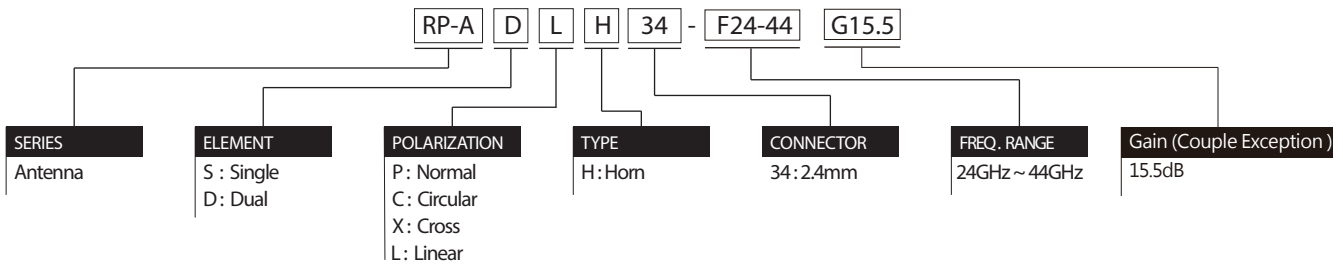 RP-A D L H 34 - F24-44 G15.5
SERIES
Antenna
ELEMENT
S : Single
D : Dual
POLARIZATION
P : Normal
C : Circular
X : Cross
L : Linear
TYPE
H : Horn
CONNECTOR
34 : 2.4mm
FREQ. RANGE
24GHz ~ 44GHz
Gain (Couple Exception )
15.5dB